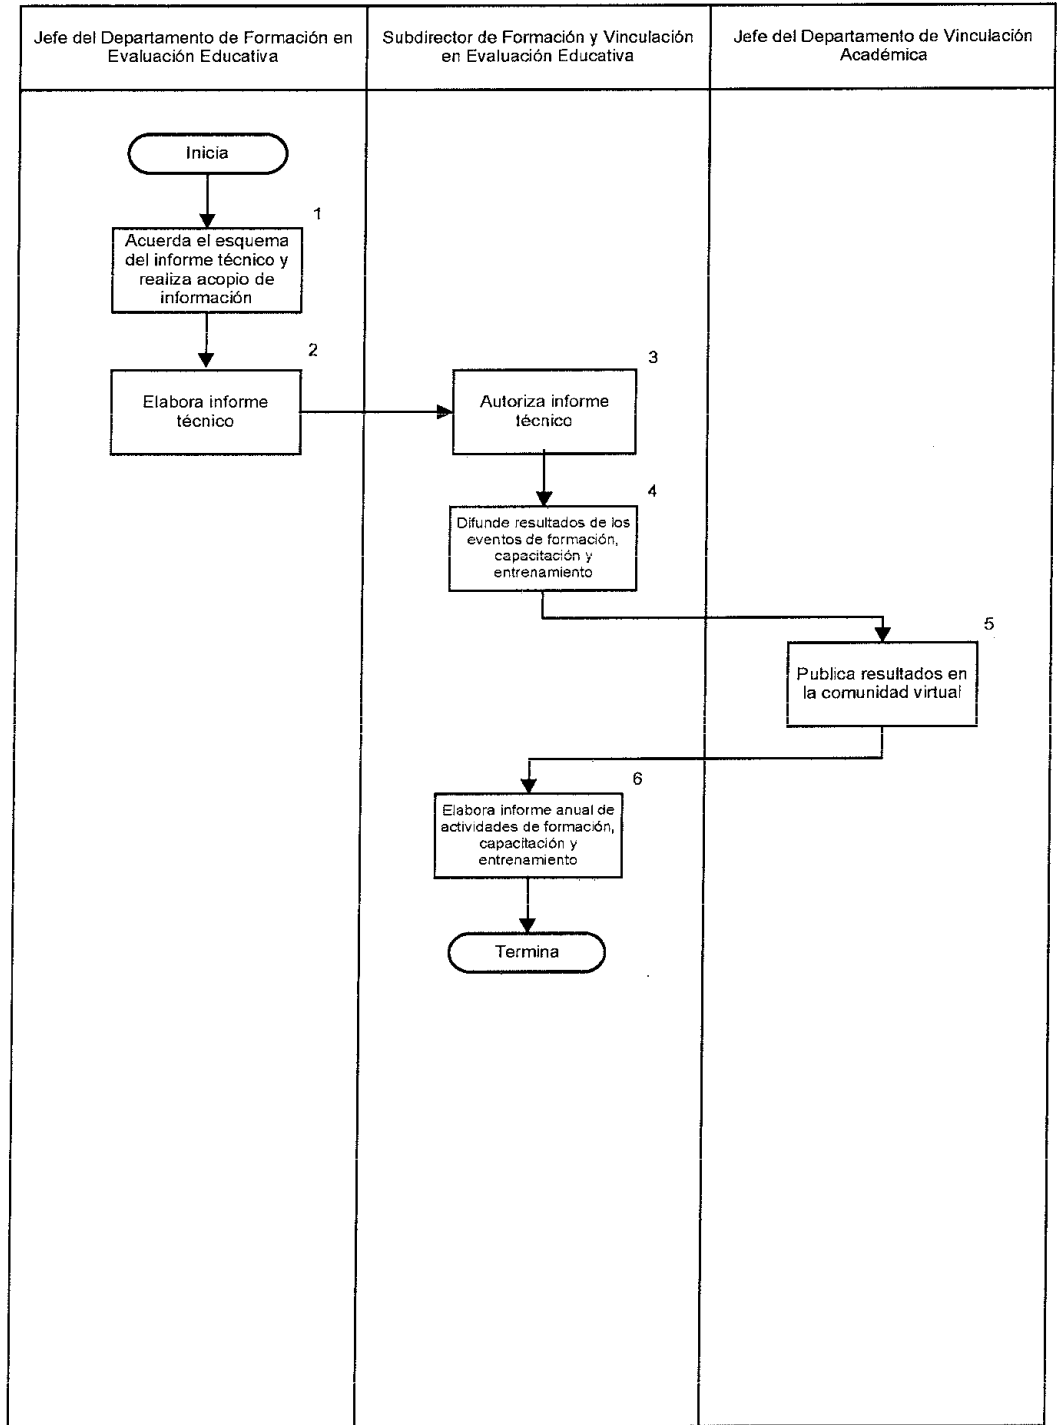 Jefe del Departamento de Formación en
Evaluación Educativa
Subdirector de Formación y Vinculación
en Evaluación Educativa
Jefe del Departamento de Vinculación
Académica
Inicia
1
Acuerda el esquema
del informe técnico y
realiza acopio de
información
2
Elabora informe
técnico
3
Autoriza informe
técnico
4
Difunde resultados de los
eventos de formación,
capacitación y
entrenamiento
5
Publica resultados en
la comunidad virtual
6
Elabora informe anual de
actividades de formación,
capacitación y
entrenamiento
Termina